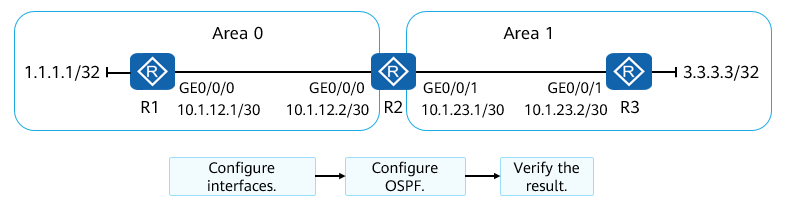 Area 0
Area 1
1.1.1.1/32
R
R
R
3.3.3.3/32
GE0/0/0
GE0/0/0
GE0/0/1
GE0/0/1
R1
10.1.12.1/30
10.1.12.2/30
R2
10.1.23.1/30
10.1.23.2/30
R3
Configure
interfaces.
Configure
OSPF.
Verify the
result.